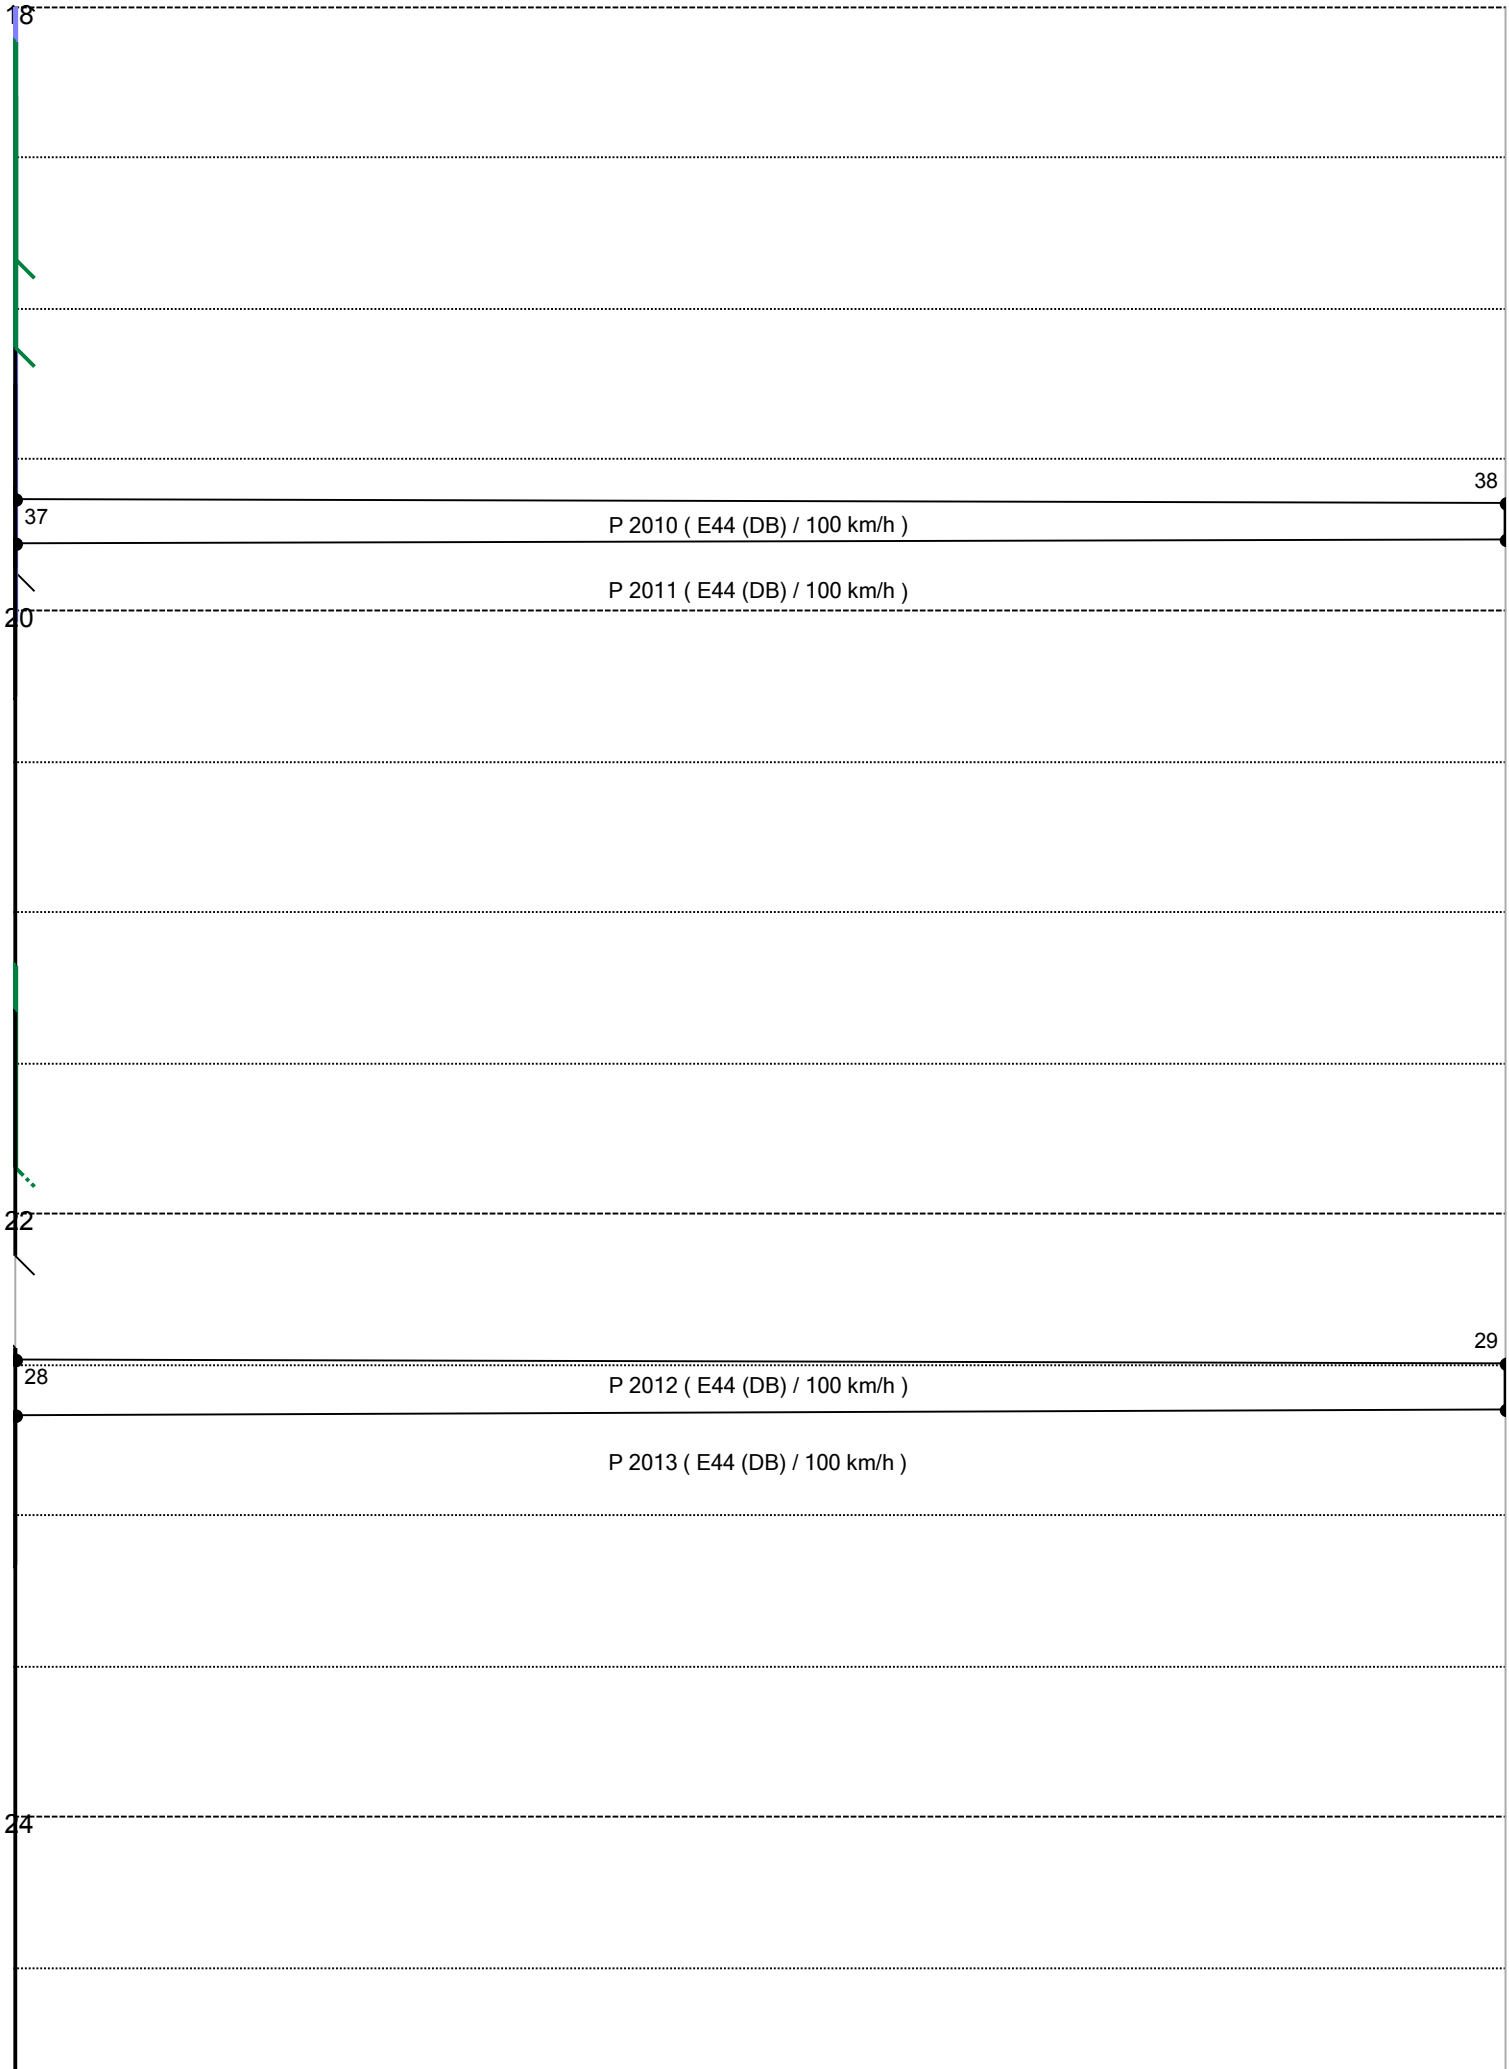 18
38
37
P 2010 ( E44 (DB) / 100 km/h )
P 2011 ( E44 (DB) / 100 km/h )
20
22
29
28
P 2012 ( E44 (DB) / 100 km/h )
P 2013 ( E44 (DB) / 100 km/h )
24